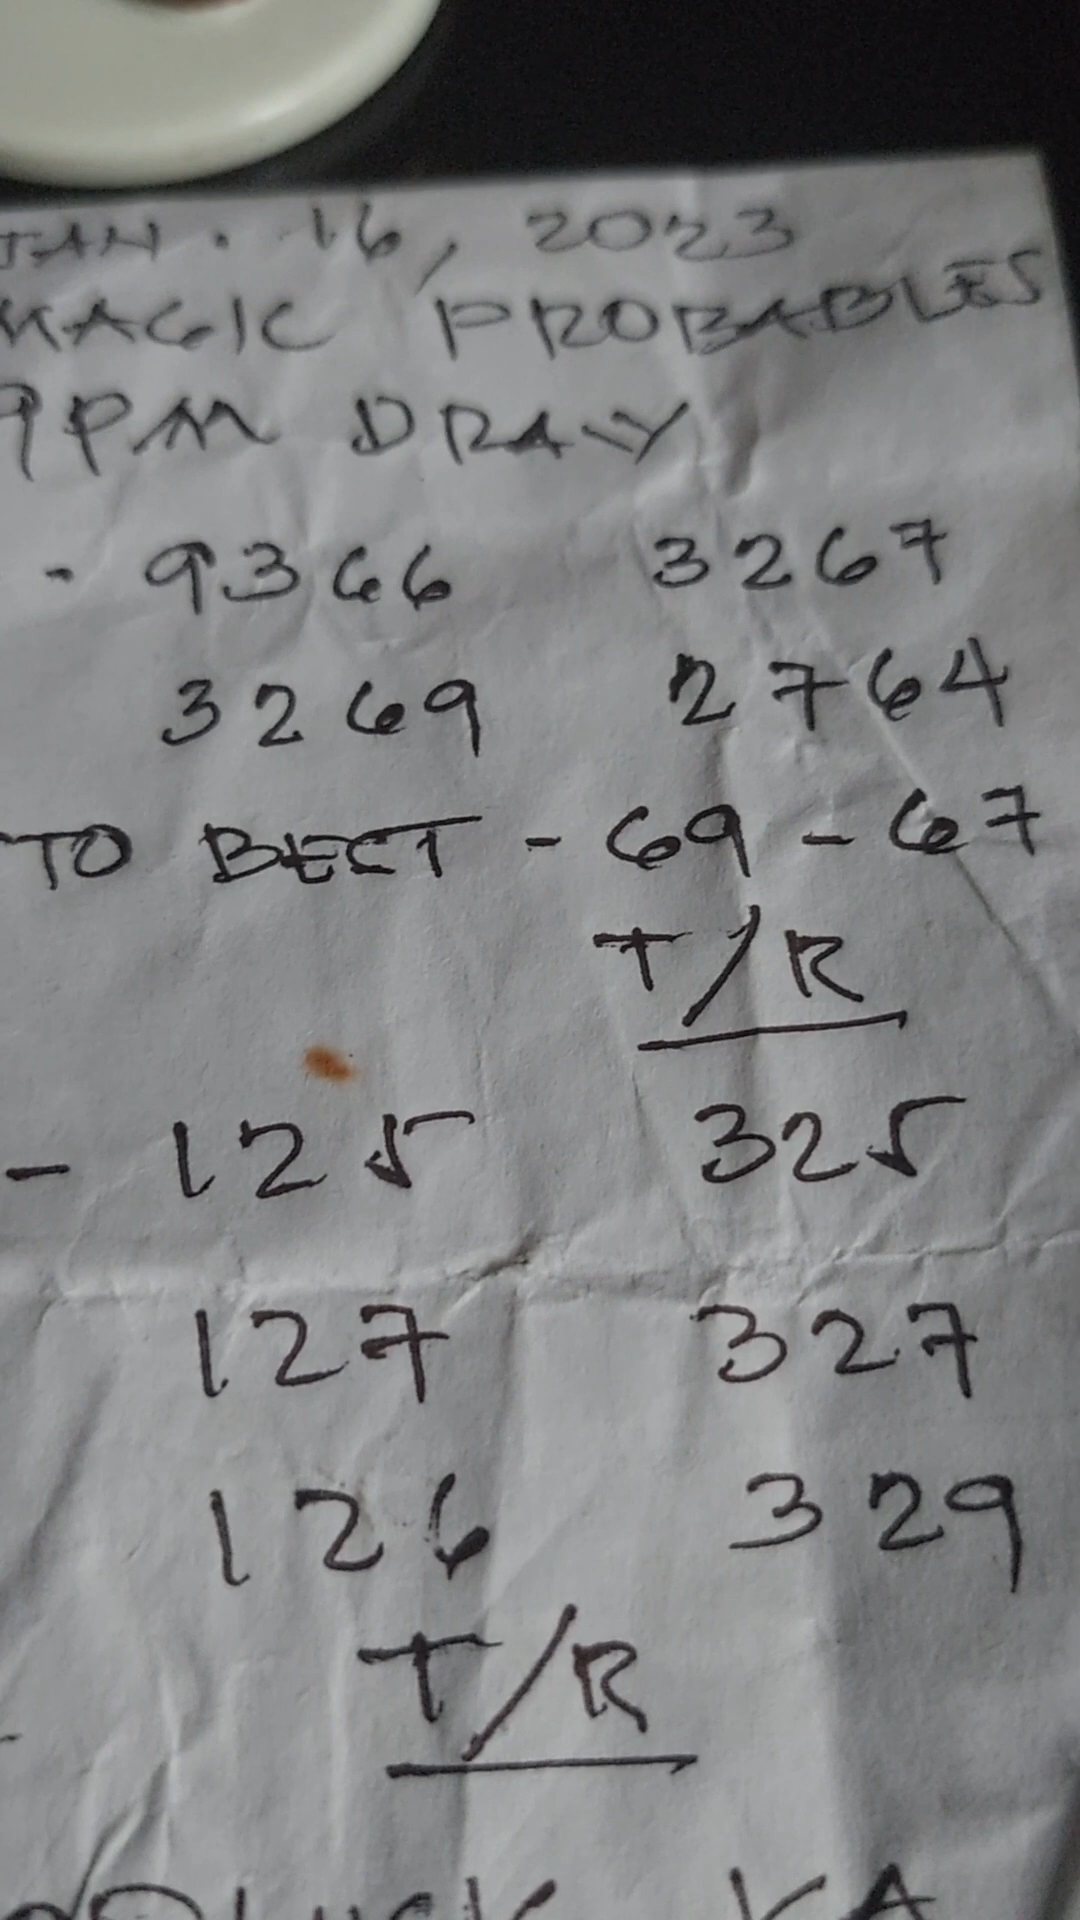 JAN. 16, 2023
MAGIC PROBABLES
9PM DRAW
- 9366 3267
3269 2764
TO BEST - 69 - 67
T/R
- 125 325
127 327
126 329
T/R